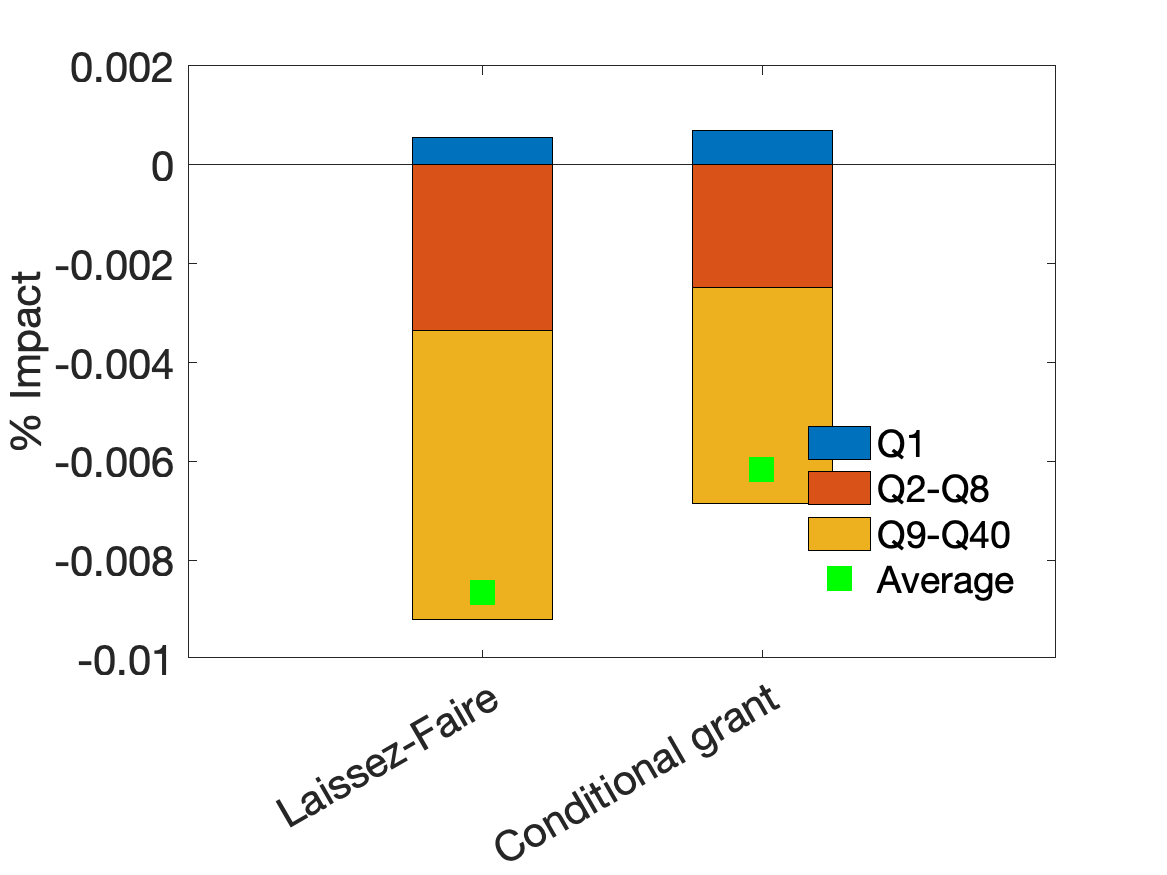 0.002
0
-0.002
-0.004
-0.006
-0.008
-0.01
% Impact
Q1
Q2-Q8
Q9-Q40
Average
Laissez-Faire
Conditional grant